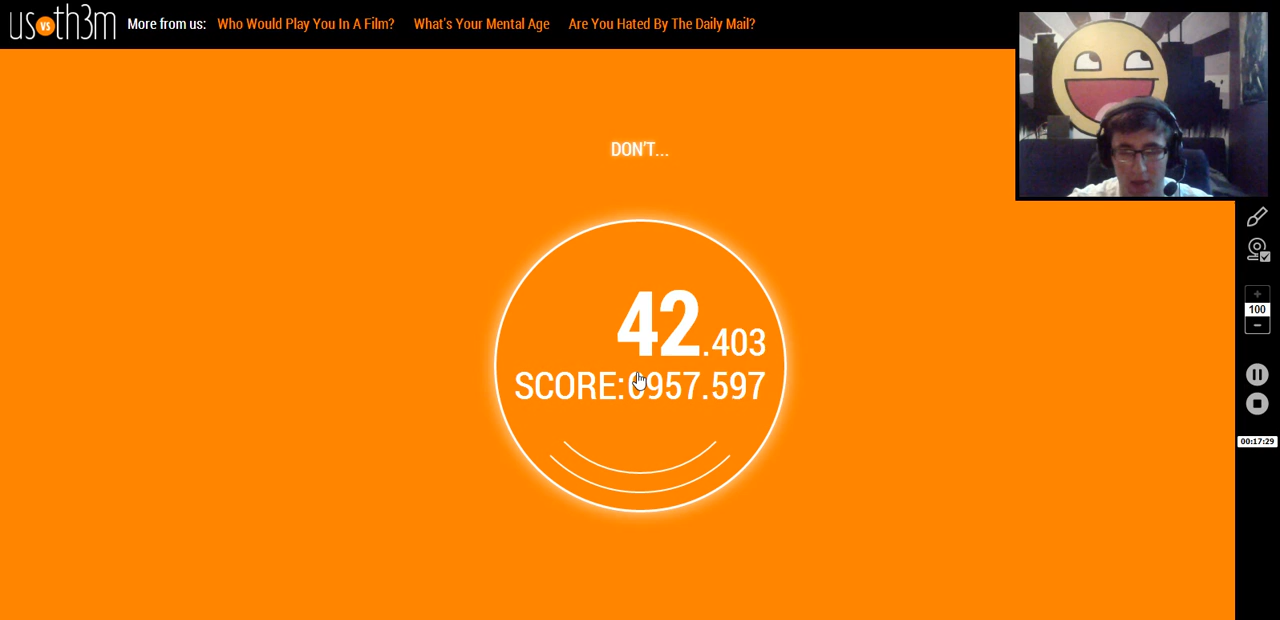 us vs th3m More from us: Who Would Play You In A Film? What's Your Mental Age Are You Hated By The Daily Mail?
DON'T...
42.403
SCORE:0957.597
100
00:17:29